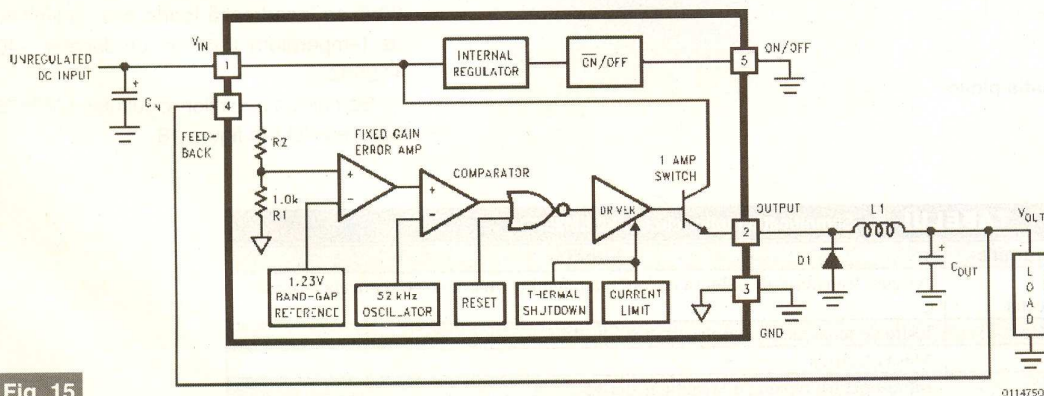 UNREGULATED
DC INPUT
V_IN
1
+
4
FEED-
BACK
R2
1.0k
R1
INTERNAL
REGULATOR
ON/OFF
5
ON/OFF
FIXED GAIN
ERROR AMP
+
-
COMPARATOR
+
-
DRIVER
1 AMP
SWITCH
OUTPUT
2
L1
V_OUT
D1
+
C_OUT
LOAD
1.23V
BAND-GAP
REFERENCE
52 kHz
OSCILLATOR
RESET
THERMAL
SHUTDOWN
CURRENT
LIMIT
3
GND
Fig. 15
0114750